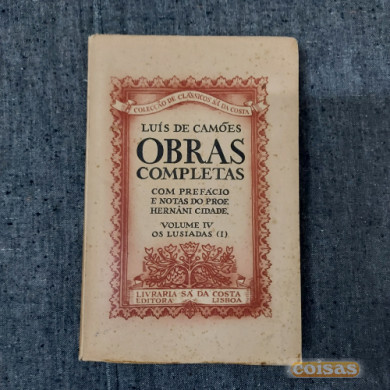 COLECÇÃO DE CLÁSSICOS SÁ DA COSTA
LUÍS DE CAMÕES
OBRAS
COMPLETAS
COM PREFÁCIO
E NOTAS DO PROF.
HERNÂNI CIDADE.
VOLUME IV
OS LUSIADAS (I)
LIVRARIA SÁ DA COSTA
EDITORA LISBOA
coisas